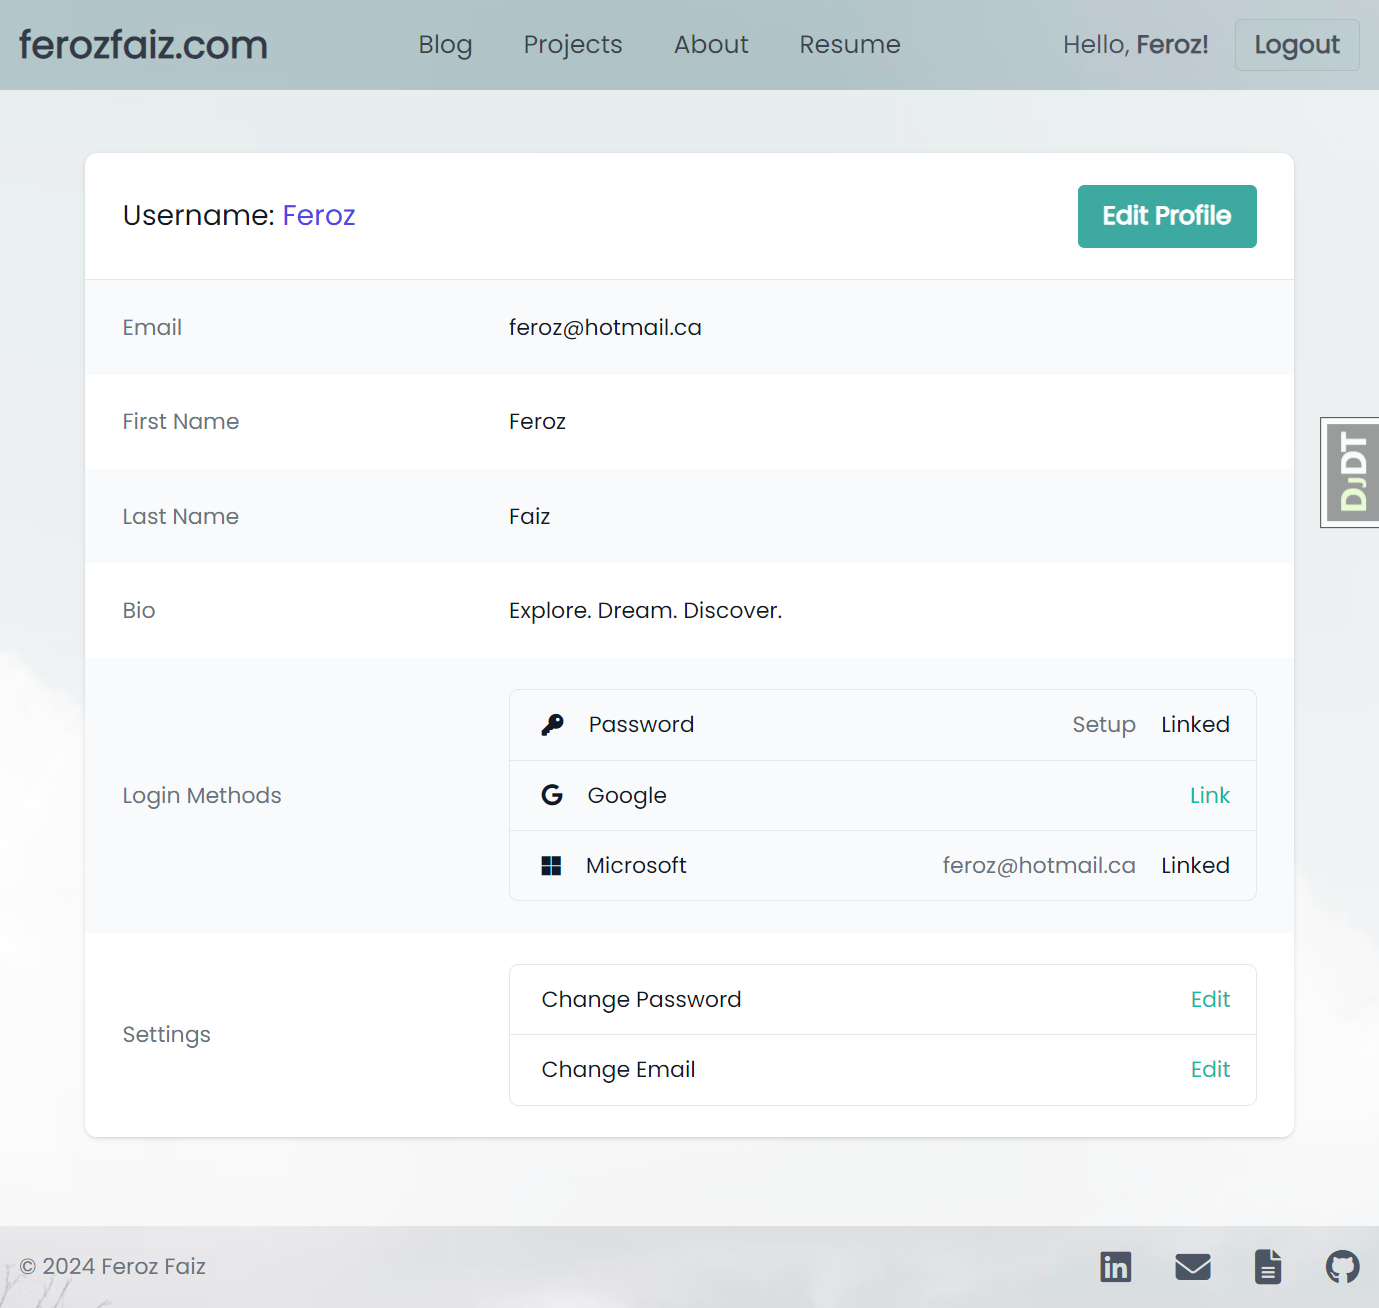 ferozfaiz.com Blog Projects About Resume Hello, Feroz! Logout
Username: Feroz Edit Profile
Email feroz@hotmail.ca
First Name Feroz
DJDT
Last Name Faiz
Bio Explore. Dream. Discover.
Password Setup Linked
Login Methods Google Link
Microsoft feroz@hotmail.ca Linked
Change Password Edit
Settings
Change Email Edit
© 2024 Feroz Faiz